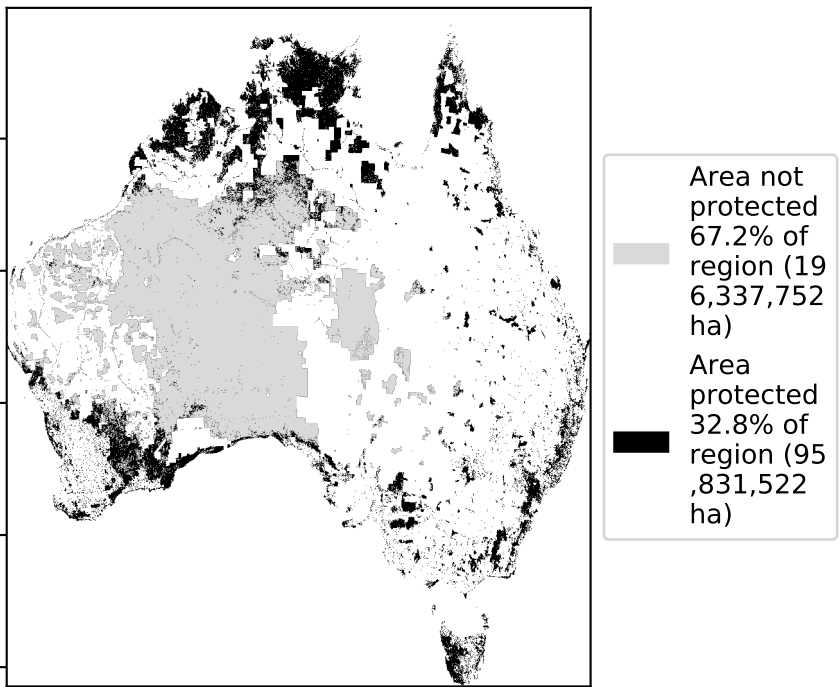 Area not
protected
67.2% of
region (19
6,337,752
ha)
Area
protected
32.8% of
region (95
,831,522
ha)